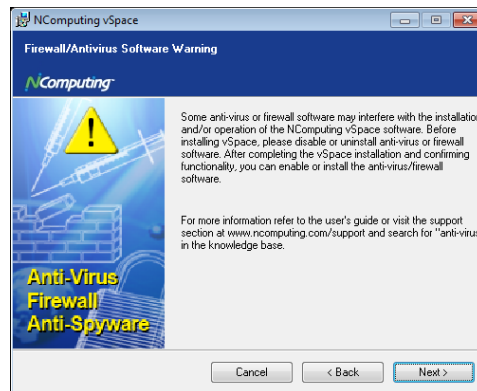 NComputing vSpace
Firewall/Antivirus Software Warning
NComputing
Some anti-virus or firewall software may interfere with the installation
and/or operation of the NComputing vSpace software. Before
installing vSpace, please disable or uninstall anti-virus or firewall
software. After completing the vSpace installation and confirming
functionality, you can enable or install the anti-virus/firewall
software.
For more information refer to the user's guide or visit the support
section at www.ncomputing.com/support and search for "anti-virus
in the knowledge base.
Anti-Virus
Firewall
Anti-Spyware
Cancel
< Back
Next >